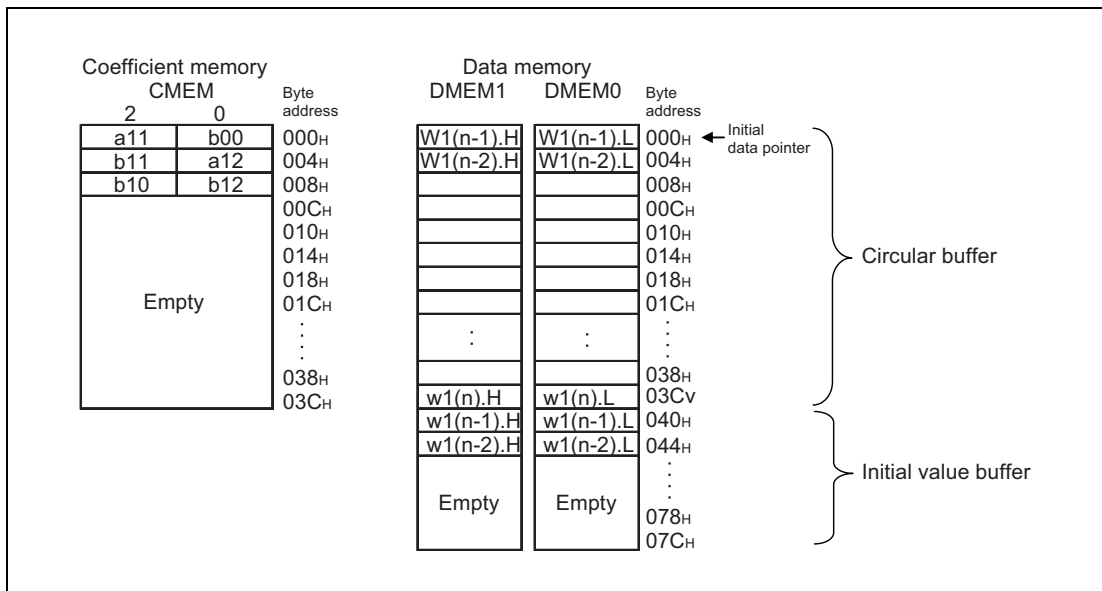 Coefficient memory
CMEM
2 0
Byte address
a11 b00 000H
b11 a12 004H
b10 b12 008H
00CH
010H
014H
018H
Empty 01CH
:
:
038H
03CH
Data memory
DMEM1 DMEM0
Byte address
W1(n-1).H W1(n-1).L 000H
Initial data pointer
W1(n-2).H W1(n-2).L 004H
008H
00CH
010H
014H
018H
01CH
: :
:
:
038H
w1(n).H w1(n).L 03Cv
w1(n-1).H w1(n-1).L 040H
w1(n-2).H w1(n-2).L 044H
:
:
Empty Empty
078H
07CH
Circular buffer
Initial value buffer